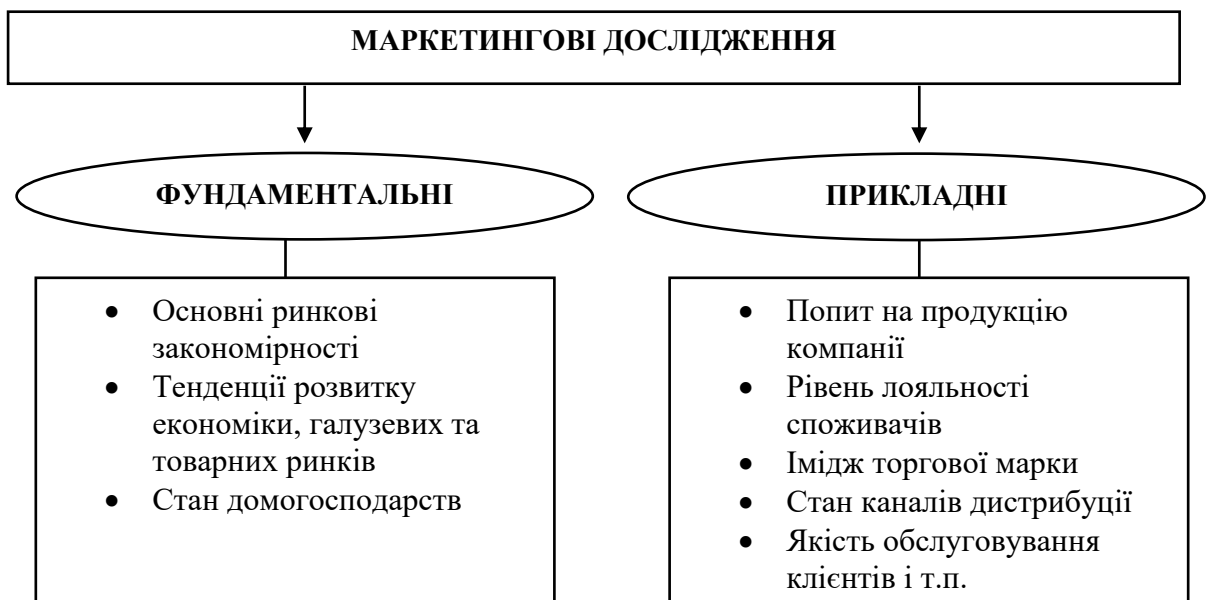 МАРКЕТИНГОВІ ДОСЛІДЖЕННЯ
ФУНДАМЕНТАЛЬНІ
• Основні ринкові
закономірності
• Тенденції розвитку
економіки, галузевих та
товарних ринків
• Стан домогосподарств
ПРИКЛАДНІ
• Попит на продукцію
компанії
• Рівень лояльності
споживачів
• Імідж торгової марки
• Стан каналів дистрибуції
• Якість обслуговування
клієнтів і т.п.